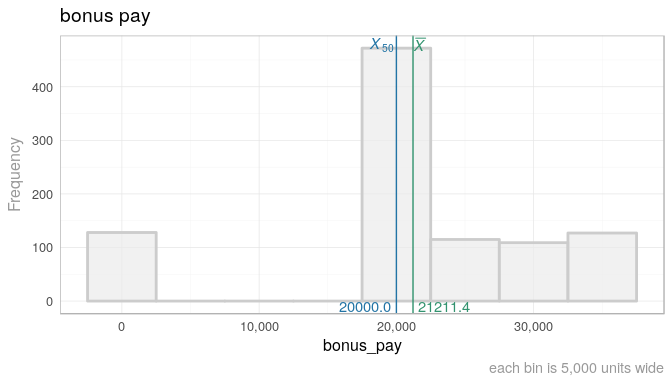 bonus pay
X50 X̅
Frequency
400
300
200
100
0
20000.0 21211.4
0 10,000 20,000 30,000
bonus_pay
each bin is 5,000 units wide